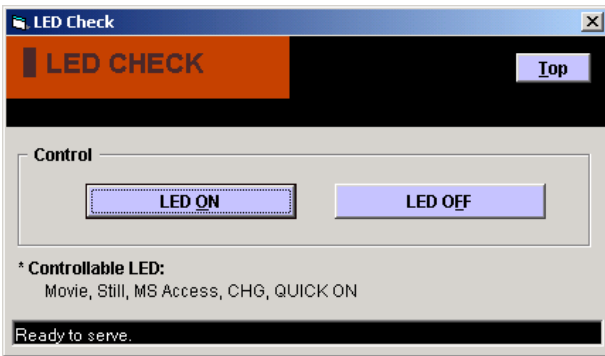 LED Check
LED CHECK
Top
Control
LED ON
LED OFF
* Controllable LED:
Movie, Still, MS Access, CHG, QUICK ON
Ready to serve.